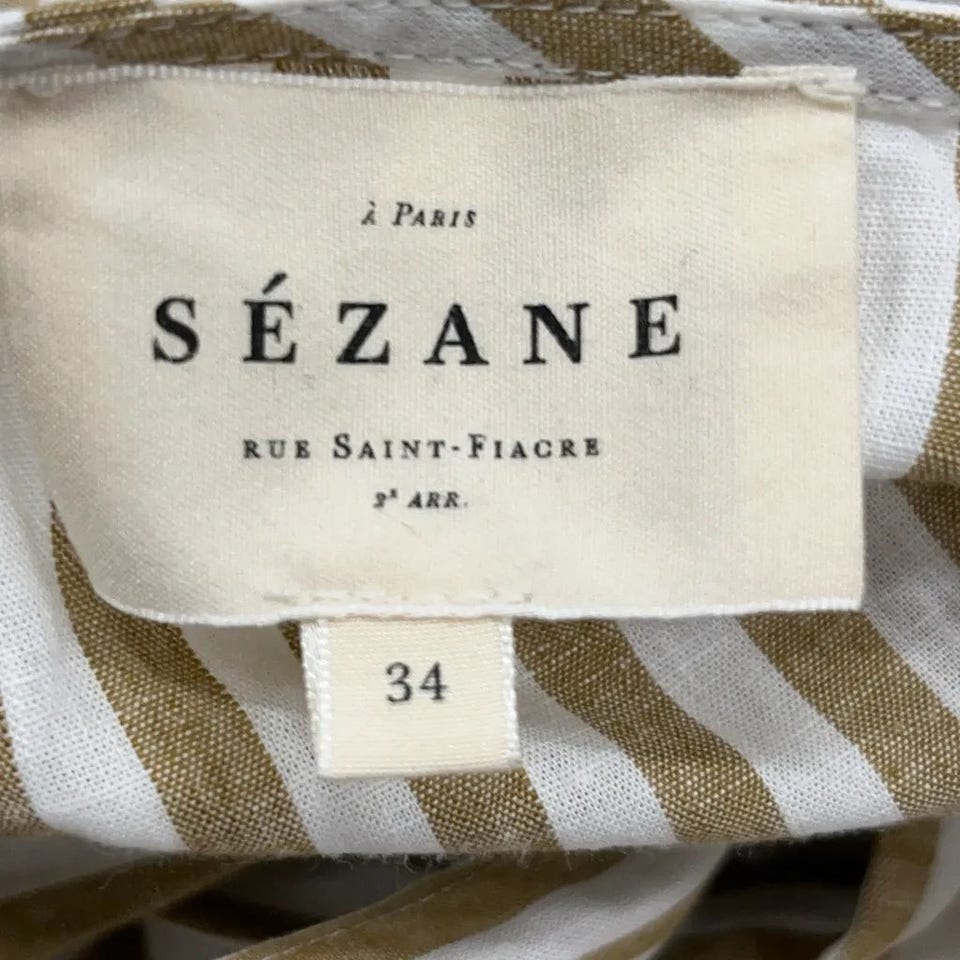 à PARIS
SÉZANE
RUE SAINT-FIACRE
2ᵉ ARR.
34